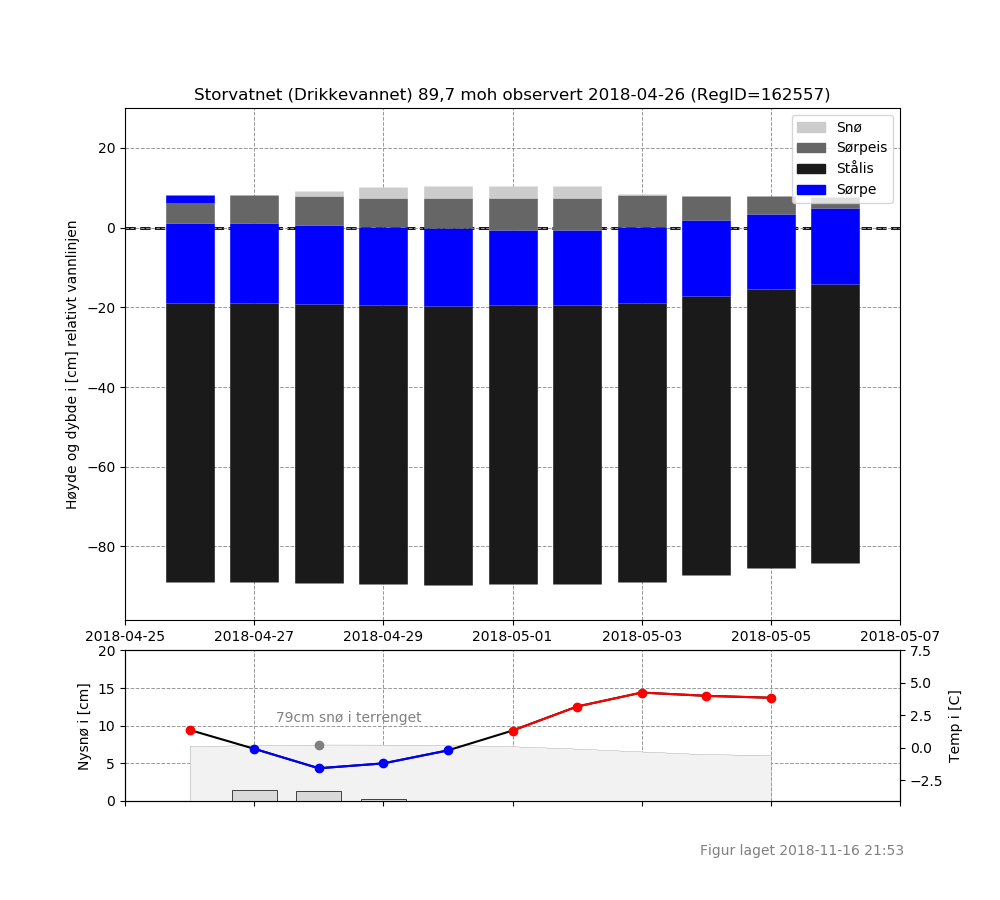 Storvatnet (Drikkevannet) 89,7 moh observert 2018-04-26 (RegID=162557)
Snø
Sørpeis
Stålis
Sørpe
Høyde og dybde i [cm] relativt vannlinjen
20
0
−20
−40
−60
−80
2018-04-25 2018-04-27 2018-04-29 2018-05-01 2018-05-03 2018-05-05 2018-05-07
Nysnø i [cm]
20
15
10
5
0
79cm snø i terrenget
7.5
5.0
2.5
0.0
−2.5
Temp i [C]
Figur laget 2018-11-16 21:53